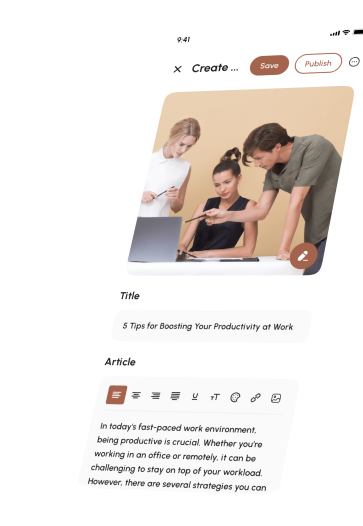 9:41
Create ...
Save
Publish
Title
5 Tips for Boosting Your Productivity at Work
Article
U
TT
In today's fast-paced work environment,
being productive is crucial. Whether you're
working in an office or remotely, it can be
challenging to stay on top of your workload.
However, there are several strategies you can